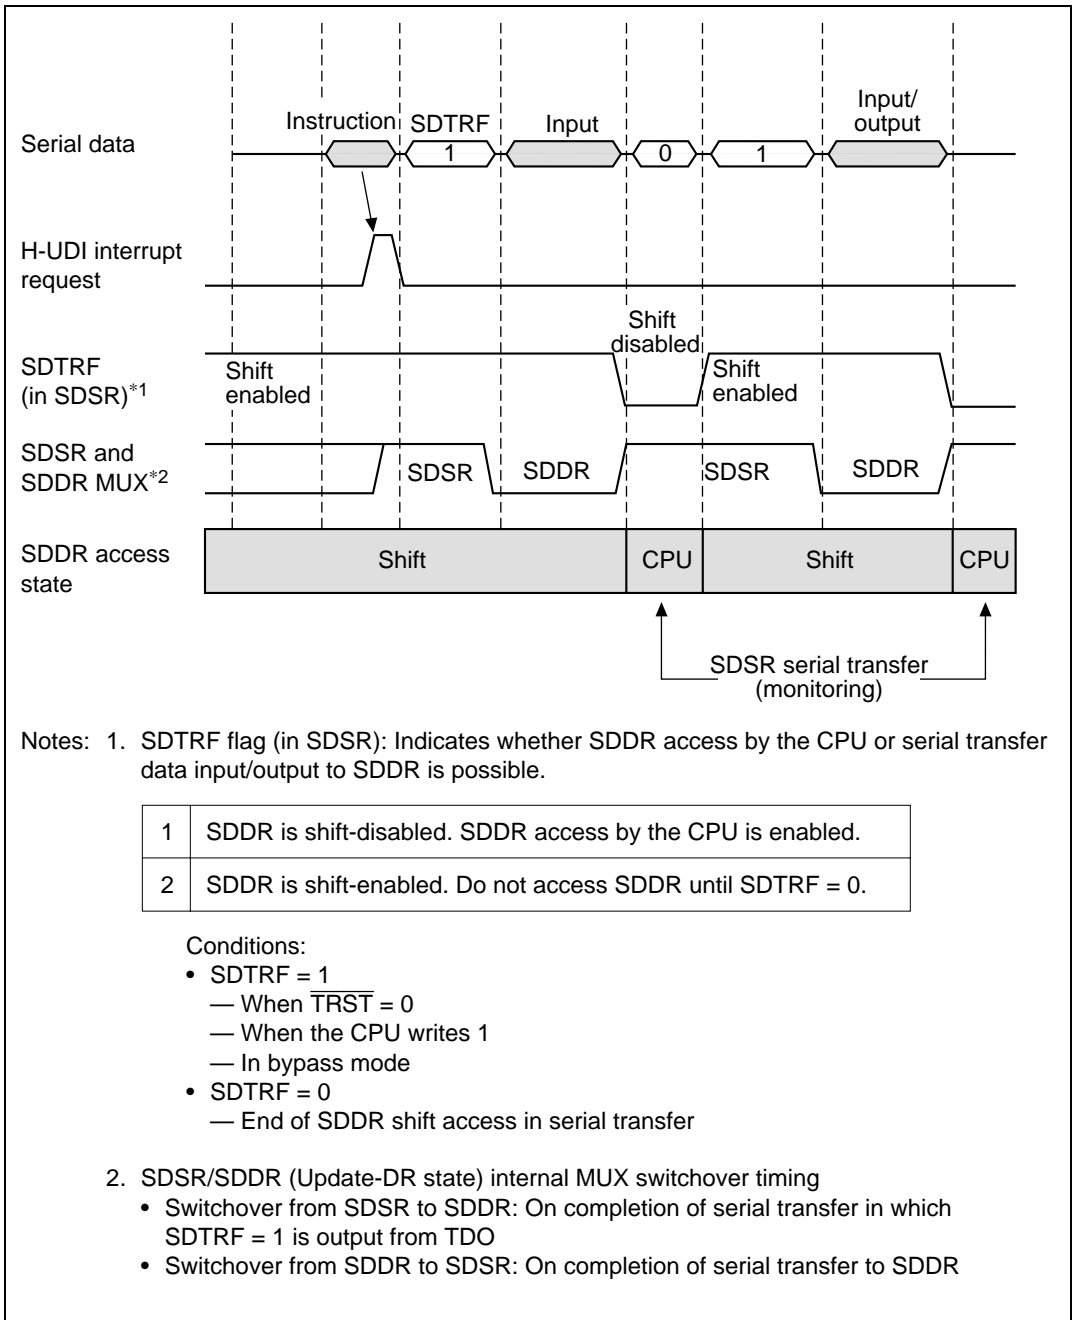 Input/
output
Instruction SDTRF Input
Serial data
1 0 1
H-UDI interrupt
request
Shift
disabled
SDTRF
(in SDSR)*1
Shift
enabled
Shift
enabled
SDSR and
SDDR MUX*2
SDSR SDDR SDSR SDDR
SDDR access
state
Shift CPU Shift CPU
SDSR serial transfer
(monitoring)
Notes: 1. SDTRF flag (in SDSR): Indicates whether SDDR access by the CPU or serial transfer
data input/output to SDDR is possible.
1 SDDR is shift-disabled. SDDR access by the CPU is enabled.
2 SDDR is shift-enabled. Do not access SDDR until SDTRF = 0.
Conditions:
• SDTRF = 1
— When T̅R̅S̅T̅ = 0
— When the CPU writes 1
— In bypass mode
• SDTRF = 0
— End of SDDR shift access in serial transfer
2. SDSR/SDDR (Update-DR state) internal MUX switchover timing
• Switchover from SDSR to SDDR: On completion of serial transfer in which
SDTRF = 1 is output from TDO
• Switchover from SDDR to SDSR: On completion of serial transfer to SDDR